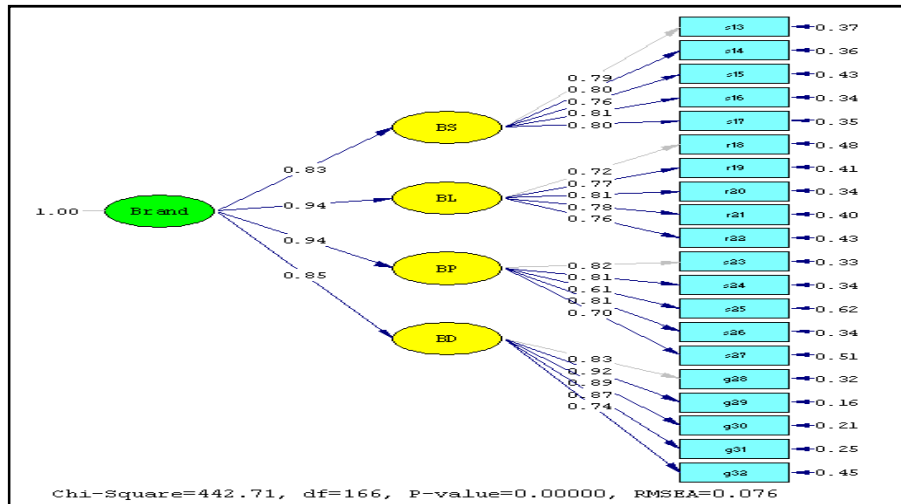 s13 0.37
s14 0.36
s15 0.43
s16 0.34
s17 0.35
r18 0.48
r19 0.41
r20 0.34
r21 0.40
r22 0.43
s23 0.33
s24 0.34
s25 0.62
s26 0.34
s27 0.51
g28 0.32
g29 0.16
g30 0.21
g31 0.25
g32 0.45
0.79
0.80
0.76
0.81
0.80
BS
0.72
0.77
0.81
0.78
0.76
BL
0.82
0.81
0.61
0.81
0.70
BP
0.83
0.92
0.89
0.87
0.74
BD
0.83
0.94
0.94
0.85
1.00 Brand
Chi-Square=442.71, df=166, P-value=0.00000, RMSEA=0.076